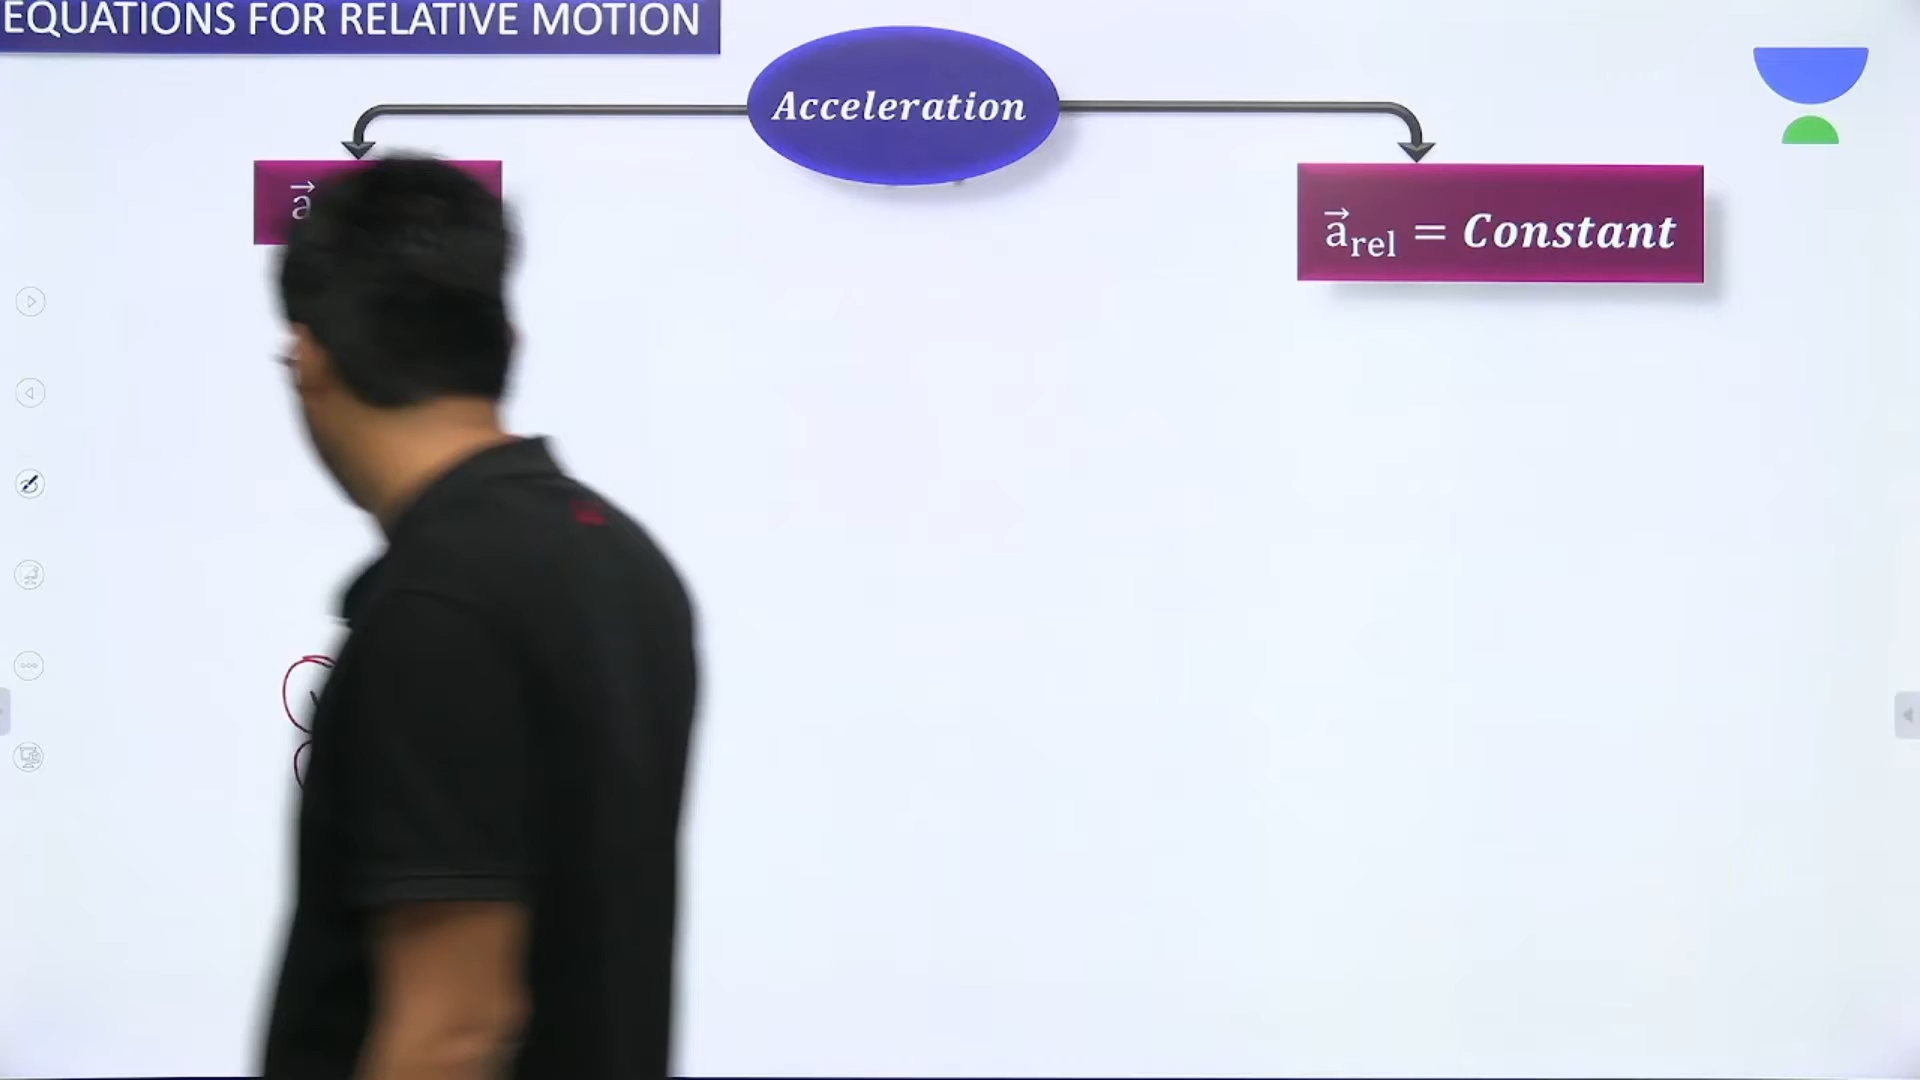 EQUATIONS FOR RELATIVE MOTION
Acceleration
a⃗
a⃗rel = Constant